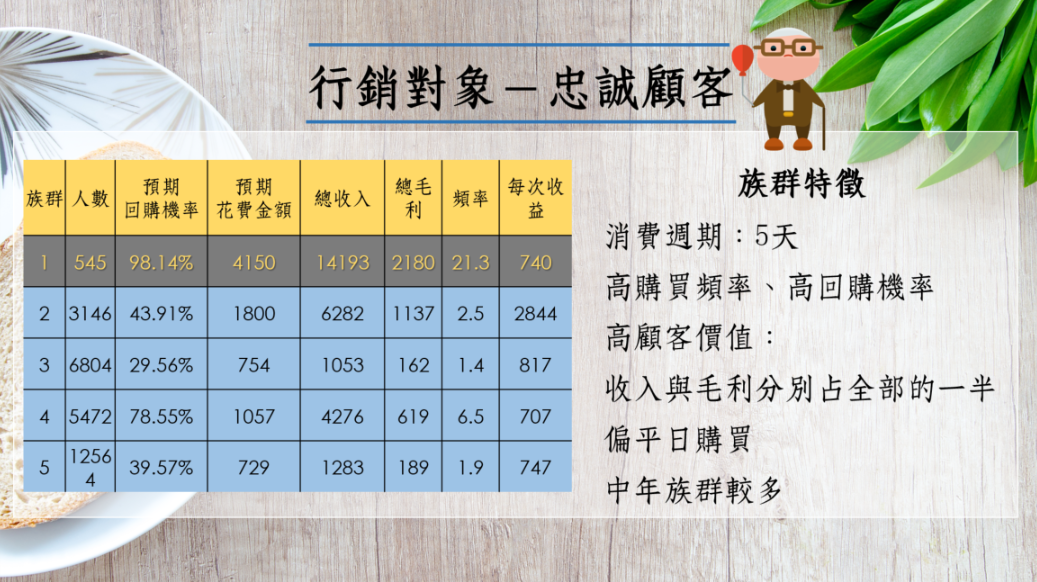 行銷對象－忠誠顧客
族群 人數 預期回購機率 預期花費金額 總收入 總毛利 頻率 每次收益
1 545 98.14% 4150 14193 2180 21.3 740
2 3146 43.91% 1800 6282 1137 2.5 2844
3 6804 29.56% 754 1053 162 1.4 817
4 5472 78.55% 1057 4276 619 6.5 707
5 12564 39.57% 729 1283 189 1.9 747
族群特徵
消費週期：5天
高購買頻率、高回購機率
高顧客價值：
收入與毛利分別占全部的一半
偏平日購買
中年族群較多